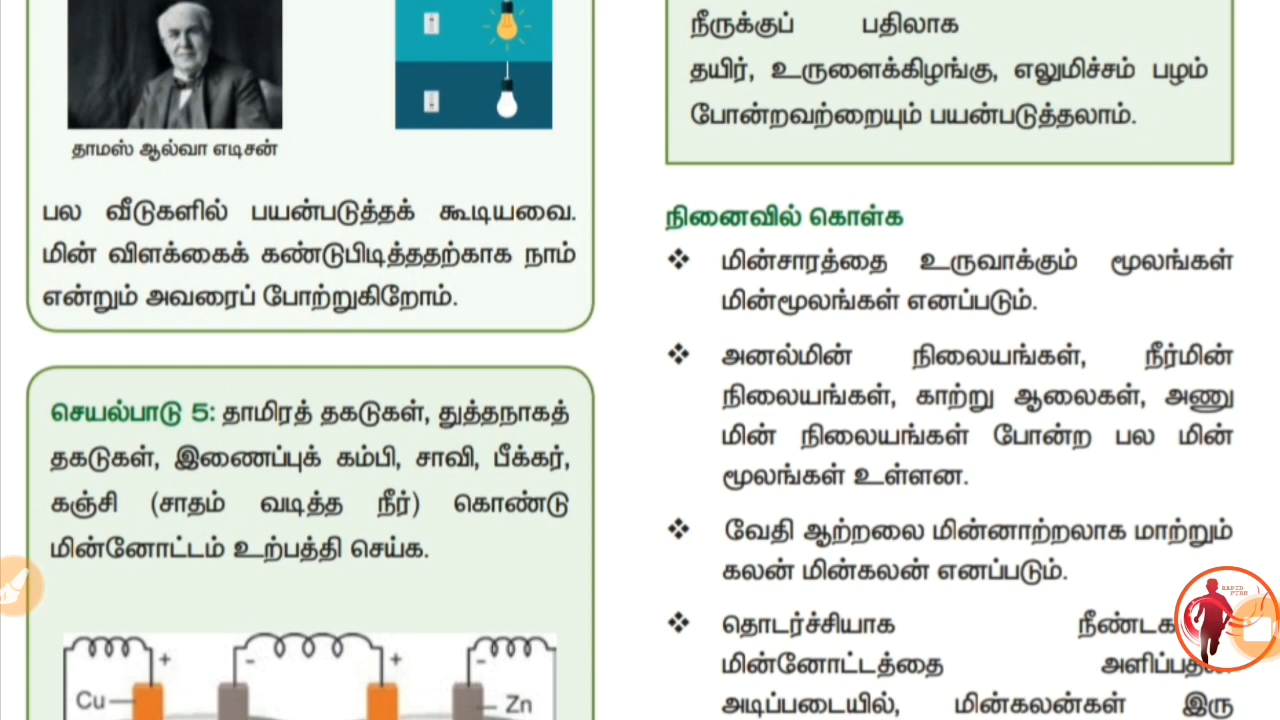 தாமஸ் ஆல்வா எடிசன்
பல வீடுகளில் பயன்படுத்தக் கூடியவை.
மின் விளக்கைக் கண்டுபிடித்ததற்காக நாம்
என்றும் அவரைப் போற்றுகிறோம்.
செயல்பாடு 5: தாமிரத் தகடுகள், துத்தநாகத்
தகடுகள், இணைப்புக் கம்பி, சாவி, பீக்கர்,
கஞ்சி (சாதம் வடித்த நீர்) கொண்டு
மின்னோட்டம் உற்பத்தி செய்க.
+
-
+
-
Cu
Zn
நீருக்குப் பதிலாக
தயிர், உருளைக்கிழங்கு, எலுமிச்சம் பழம்
போன்றவற்றையும் பயன்படுத்தலாம்.
நினைவில் கொள்க
❖ மின்சாரத்தை உருவாக்கும் மூலங்கள்
மின்மூலங்கள் எனப்படும்.
❖ அனல்மின் நிலையங்கள், நீர்மின்
நிலையங்கள், காற்று ஆலைகள், அணு
மின் நிலையங்கள் போன்ற பல மின்
மூலங்கள் உள்ளன.
❖ வேதி ஆற்றலை மின்னாற்றலாக மாற்றும்
கலன் மின்கலன் எனப்படும்.
❖ தொடர்ச்சியாக
மின்னோட்டத்தை
அடிப்படையில், மின்கலன்கள் இரு
RAPID